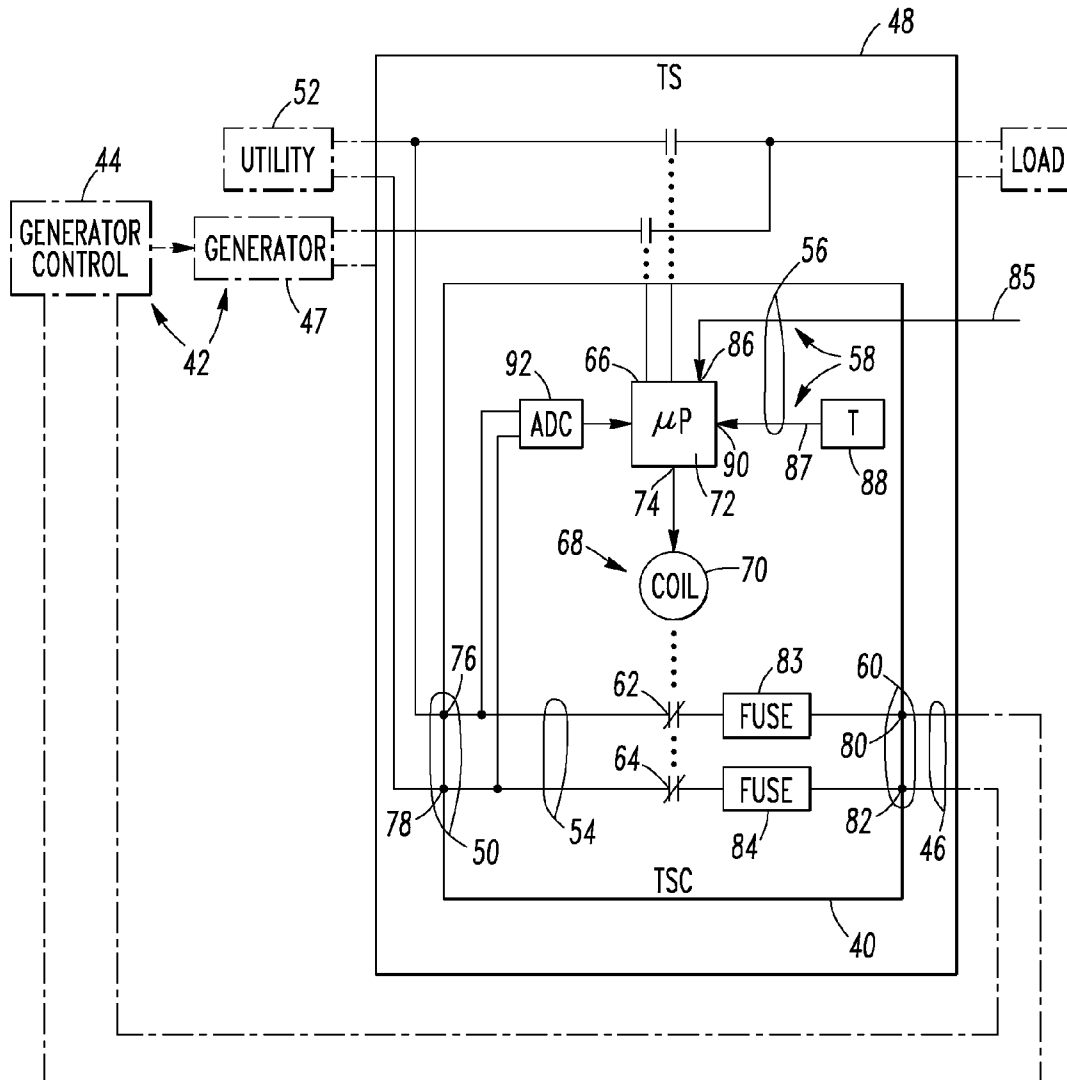 48
TS
52
UTILITY
LOAD
44
GENERATOR
CONTROL
GENERATOR
47
42
56
85
58
86
66
92
ADC
μP
T
90
87
88
74
72
68
COIL
70
76
62
83
60
FUSE
80
64
FUSE
78
50
54
84
82
46
TSC
40